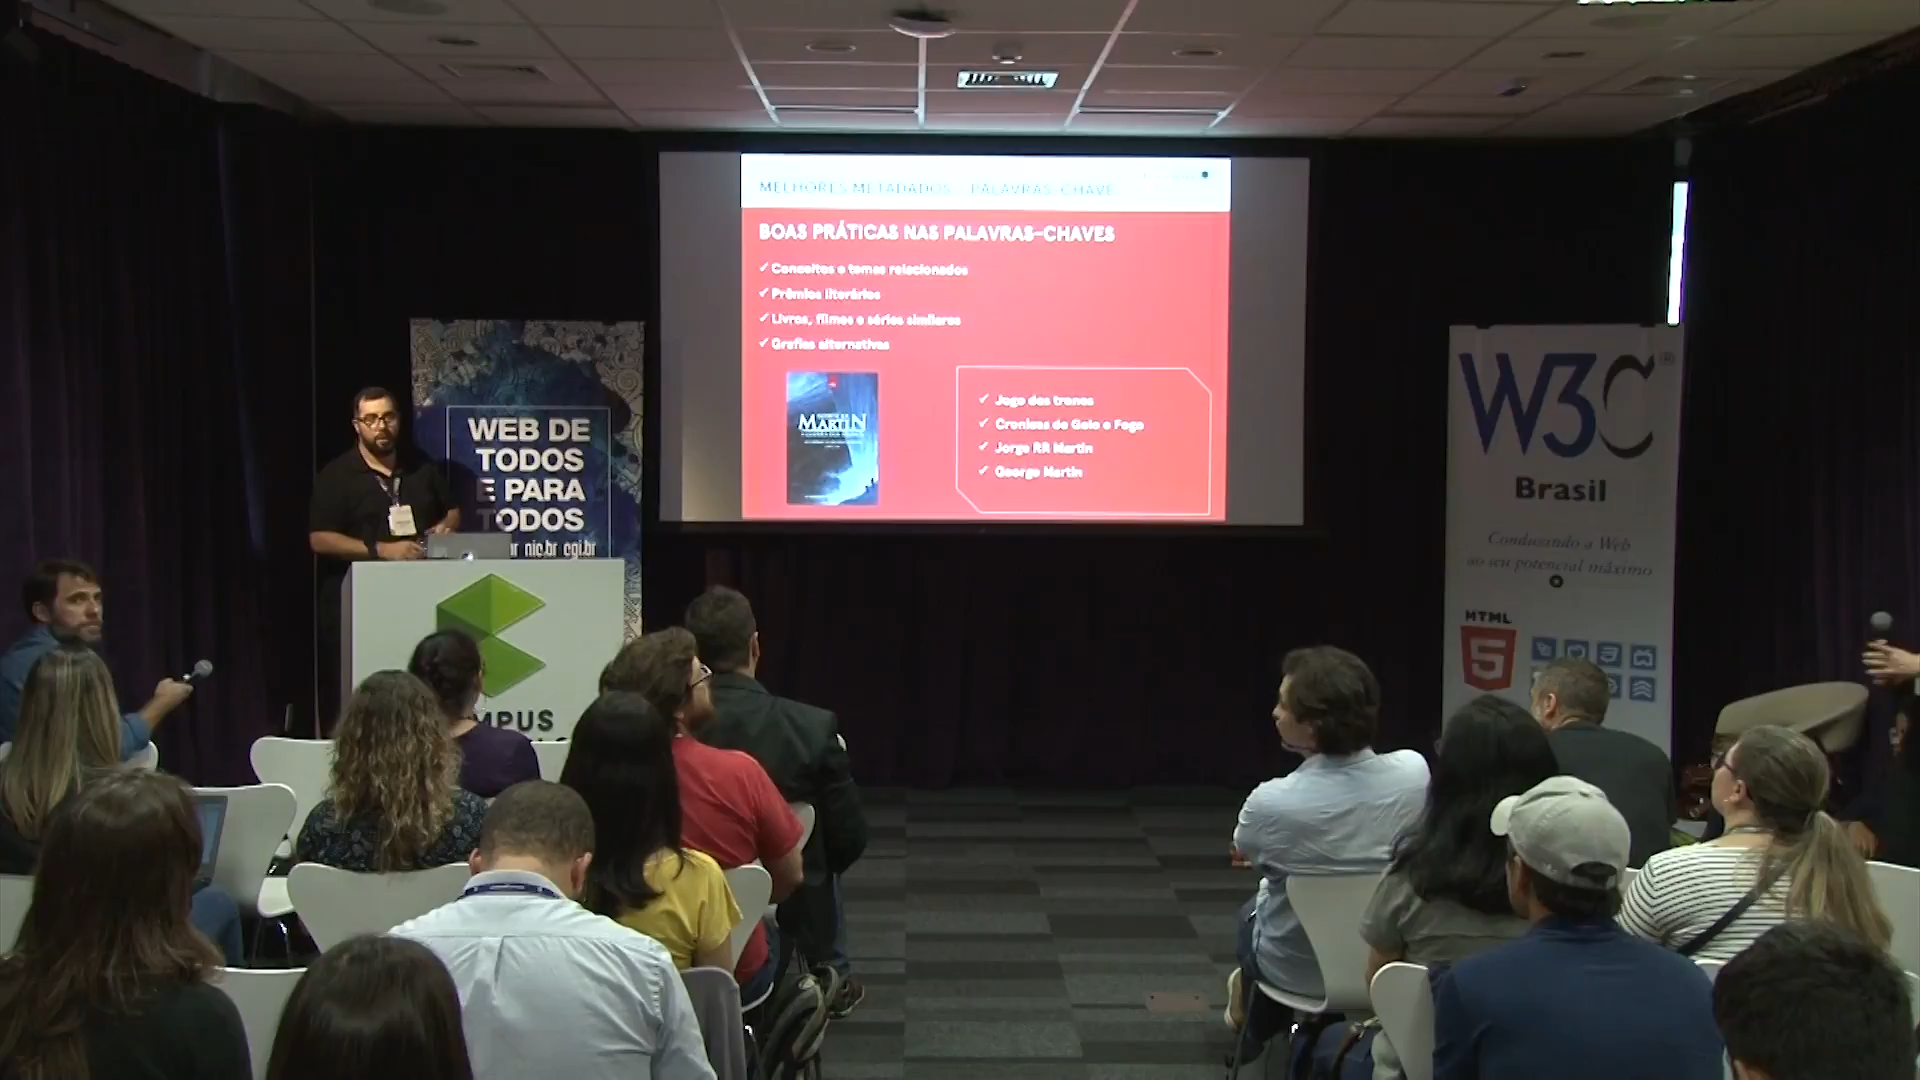 MELHORES METADADOS - PALAVRAS-CHAVE
BOAS PRÁTICAS NAS PALAVRAS-CHAVES
✓ Conceitos e temas relacionados
✓ Prêmios literários
✓ Livros, filmes e séries similares
✓ Grafias alternativas
MARTIN
✓ Jogo dos tronos
✓ Cronicas de Gelo e Fogo
✓ Jorge RR Martin
✓ George Martin
WEB DE
TODOS
E PARA
TODOS
nic.br cgi.br
MPUS
W3C®
Brasil
Conduzindo a Web
ao seu potencial máximo
HTML
5